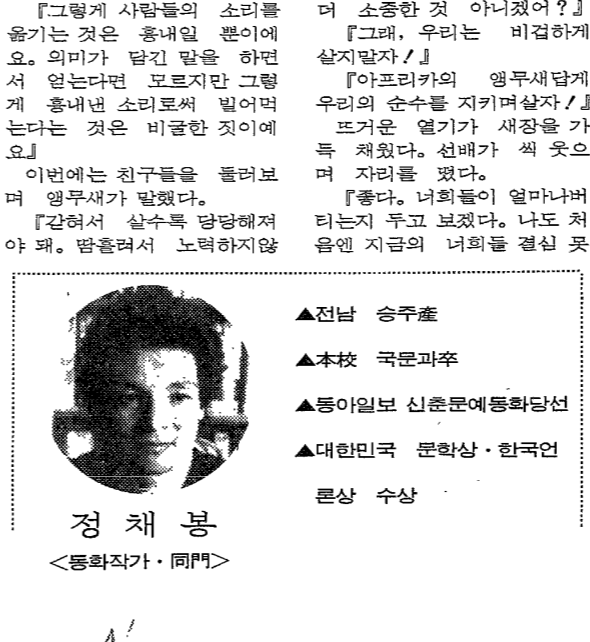 『그렇게 사람들의 소리를
옮기는 것은 흉내일 뿐이에
요。의미가 담긴 말을 하면
서 얻는다면 모르지만 그렇
게 흉내낸 소리로써 빌어먹
는다는 것은 비굴한 짓이예
요』
이번에는 친구들을 둘러보
며 앵무새가 말했다。
『갇혀서 살수록 당당해져
야 돼。땀흘려서 노력하지않
더 소중한 것 아니겠어？』
『그래, 우리는 비겁하게
살지말자！』
『아프리카의 앵무새답게
우리의 순수를 지키며살자！』
뜨거운 열기가 새장을 가
득 채웠다。선배가 씩 웃으
며 자리를 떴다。
『좋다。너희들이 얼마나버
티는지 두고 보겠다。나도 처
음엔 지금의 너희들 결심 못
▲전남 승주産
▲本校 국문과卒
▲동아일보 신춘문예동화당선
▲대한민국 문학상·한국언
론상 수상
정채봉
＜동화작가·同門＞